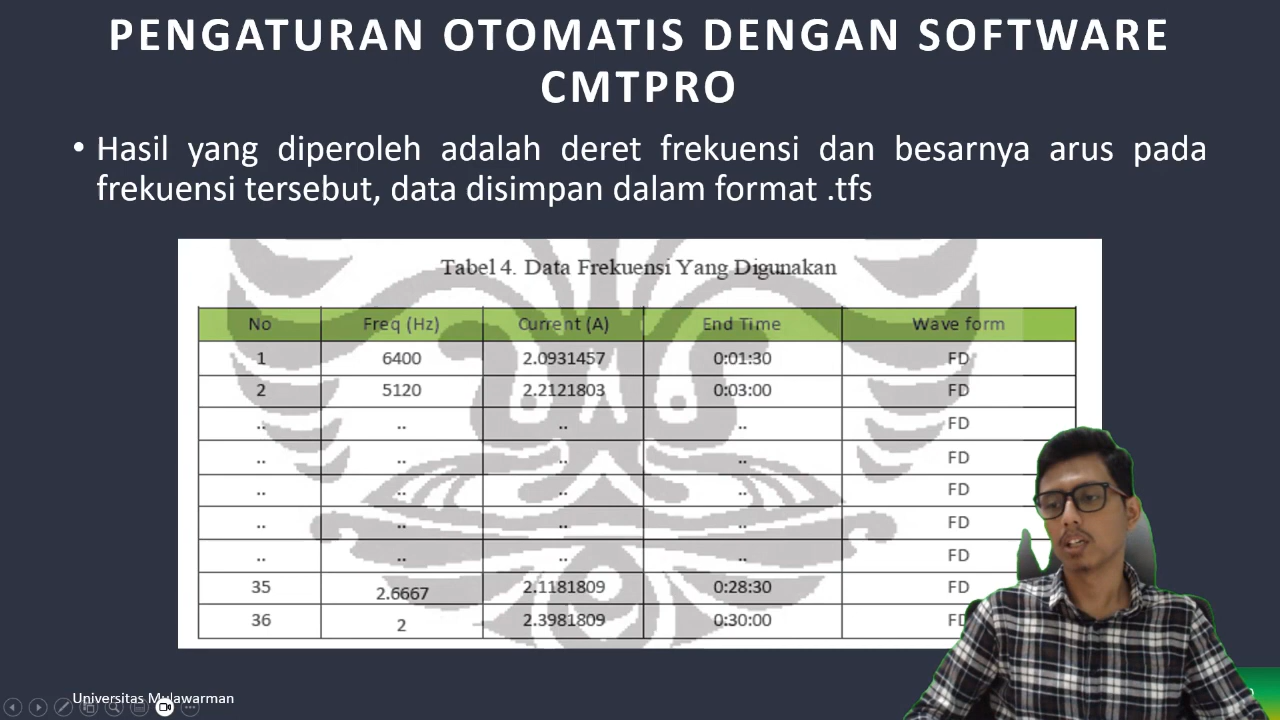 PENGATURAN OTOMATIS DENGAN SOFTWARE
CMTPRO
• Hasil yang diperoleh adalah deret frekuensi dan besarnya arus pada
frekuensi tersebut, data disimpan dalam format .tfs
Tabel 4. Data Frekuensi Yang Digunakan
No Freq (Hz) Current (A) End Time Wave form
1 6400 2.0931457 0:01:30 FD
2 5120 2.2121803 0:03:00 FD
.. .. .. .. FD
.. .. .. .. FD
.. .. .. .. FD
.. .. .. .. FD
.. .. .. .. FD
35 2.6667 2.1181809 0:28:30 FD
36 2 2.3981809 0:30:00 FD
Universitas Mulawarman